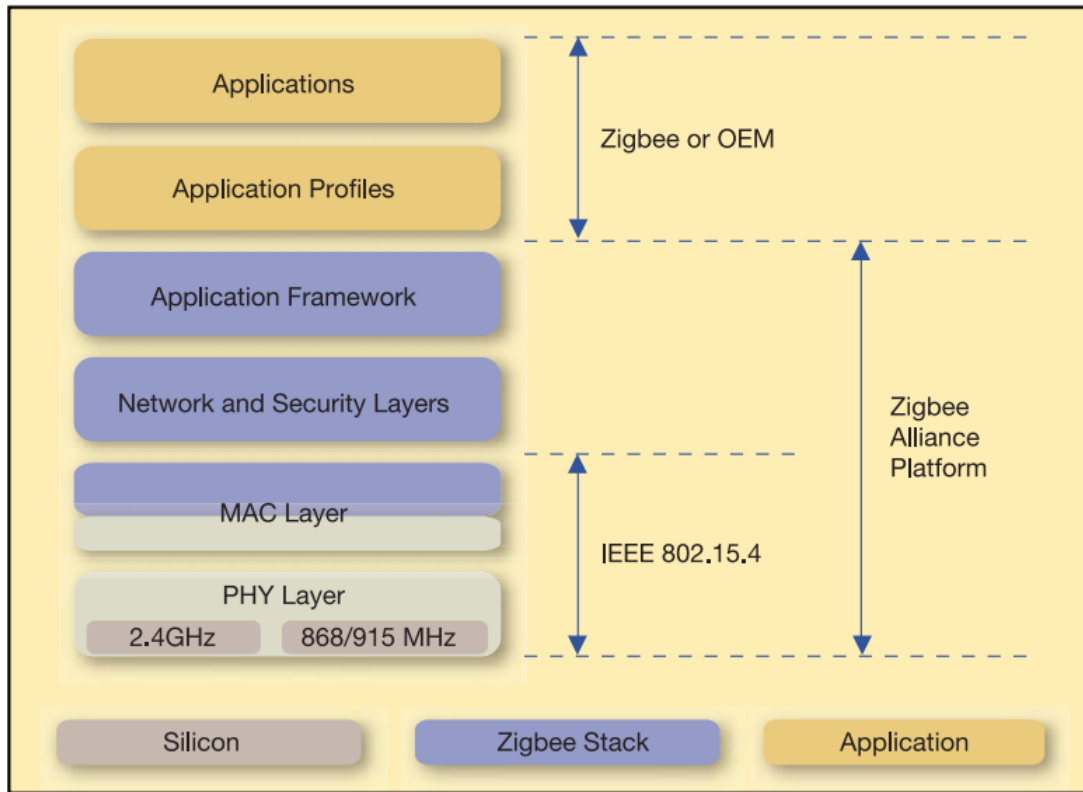 Applications
Zigbee or OEM
Application Profiles
Application Framework
Network and Security Layers
Zigbee
Alliance
Platform
MAC Layer
IEEE 802.15.4
PHY Layer
2.4GHz
868/915 MHz
Silicon
Zigbee Stack
Application